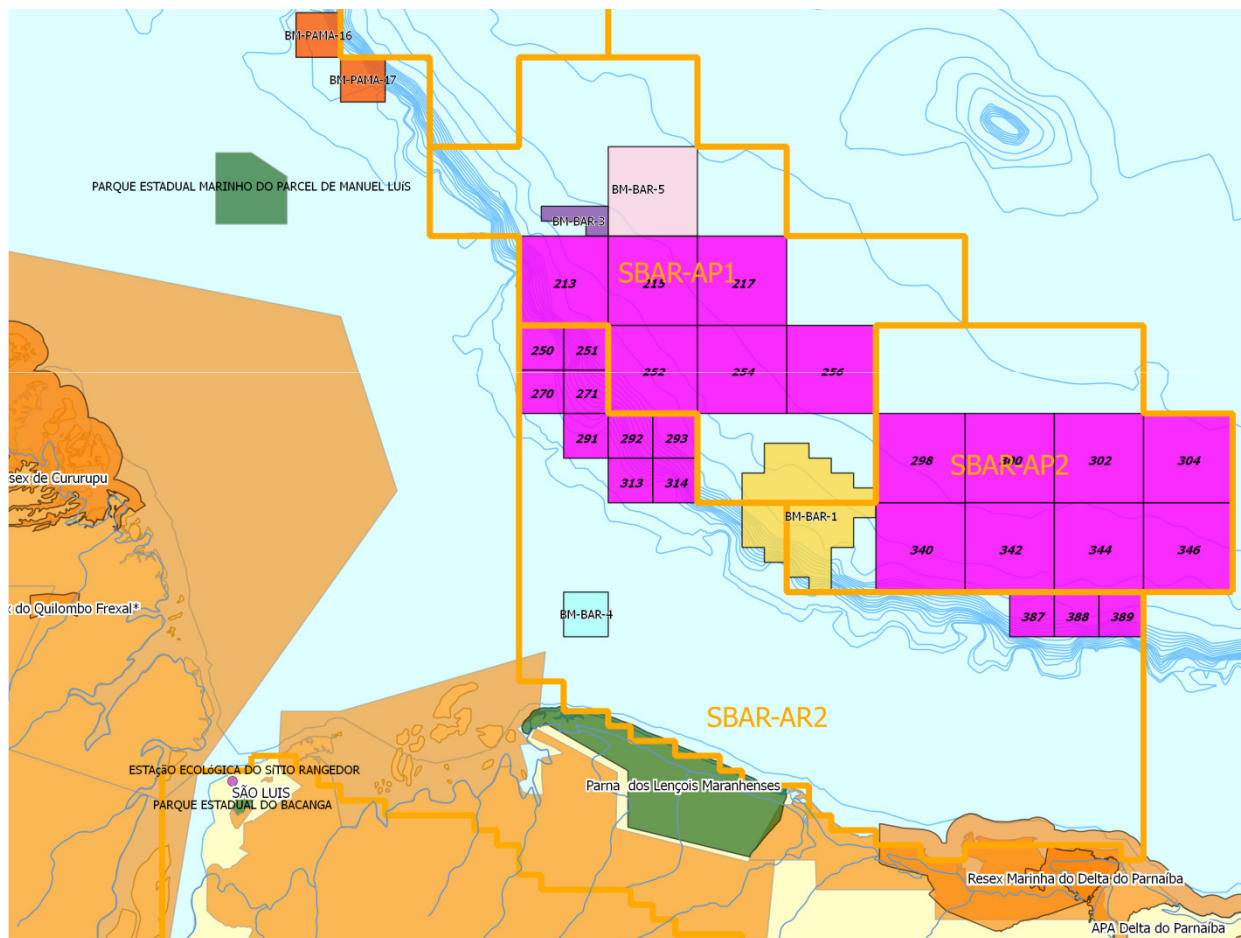 BM-PAMA-16
BM-PAMA-17
PARQUE ESTADUAL MARINHO DO PARCEL DE MANUEL LUíS
BM-BAR-5
BM-BAR-3
SBAR-AP1
213
215
217
250
251
252
254
256
270
271
291
292
293
298
300
302
304
SBAR-AP2
sex de Cururupu
313
314
BM-BAR-1
340
342
344
346
x do Quilombo Frexal*
BM-BAR-4
387
388
389
SBAR-AR2
ESTAçãO ECOLóGICA DO SíTIO RANGEDOR
SÃO LUIS
PARQUE ESTADUAL DO BACANGA
Parna dos Lençois Maranhenses
Resex Marinha do Delta do Parnaíba
APA Delta do Parnaíba